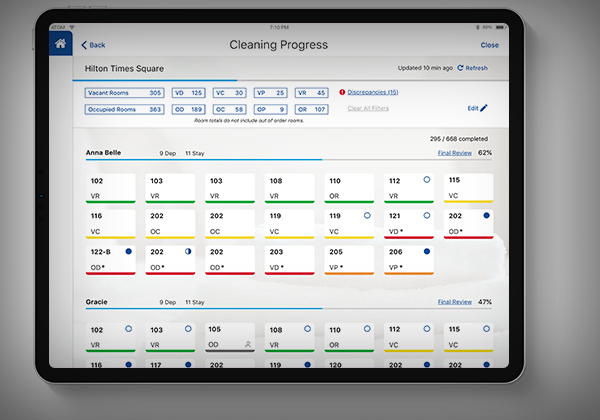 7:10 PM
Back
Cleaning Progress
Close
Hilton Times Square
Updated 10 min ago
Refresh
Vacant Rooms 305 VD 125 VC 30 VP 25 VR 45
Discrepancies (15)
Occupied Rooms 363 OD 189 OC 58 OP 9 OR 107
Clear All Filters
Edit
Room totals do not include out of order rooms.
295 / 668 completed
Anna Belle 9 Dep 11 Stay Final Review 62%
102 103 103 108 110 112 115
VR VR VR VR OR VR VC
116 202 202 119 119 121 202
VC OC OC VC VC VD* OD*
122-B 202 202 203 205 206
OD* OD* OD* VD* VP* VP*
Gracie 9 Dep 11 Stay Final Review 47%
102 103 105 108 110 112 115
VR VR OD VR OR VC VC
116 117 202 119 120 202 202